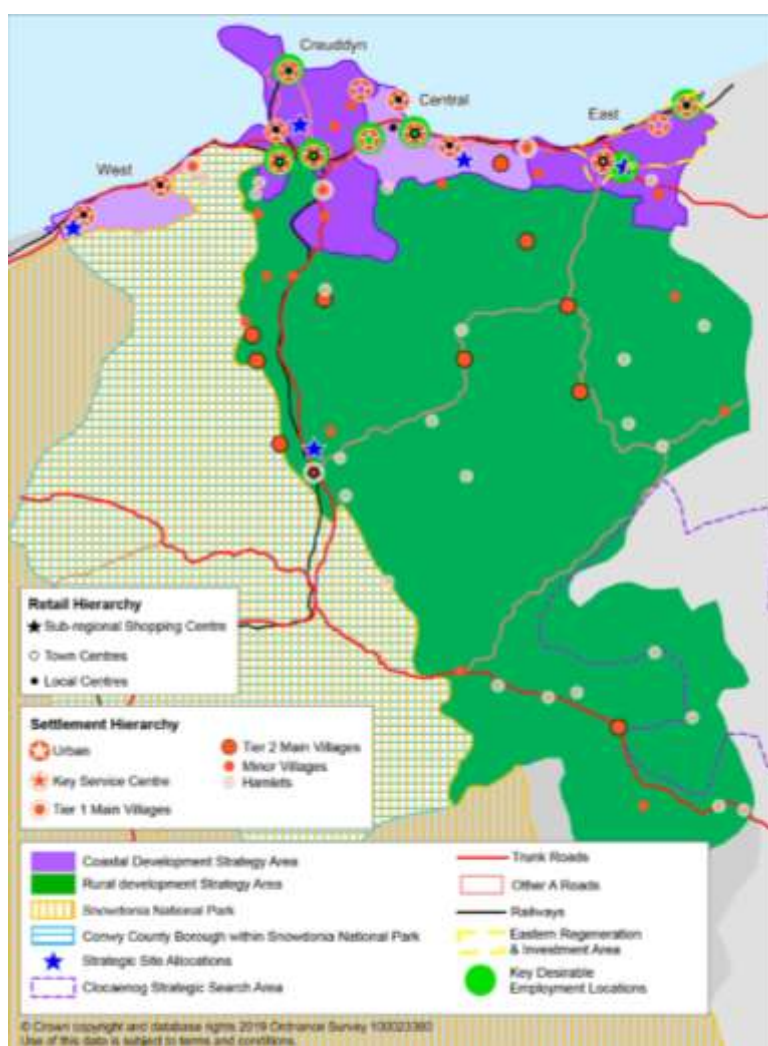 Creuddyn
Central
East
West
Retail Hierarchy
Sub-regional Shopping Centre
Town Centres
Local Centres
Settlement Hierarchy
Urban
Key Service Centre
Tier 1 Main Villages
Tier 2 Main Villages
Minor Villages
Hamlets
Coastal Development Strategy Area
Rural development Strategy Area
Snowdonia National Park
Conwy County Borough within Snowdonia National Park
Strategic Site Allocations
Clocaenog Strategic Search Area
Trunk Roads
Other A Roads
Railways
Eastern Regeneration
& Investment Area
Key Desirable
Employment Locations
© Crown copyright and database rights 2019 Ordnance Survey 100023380
Use of this data is subject to terms and conditions.